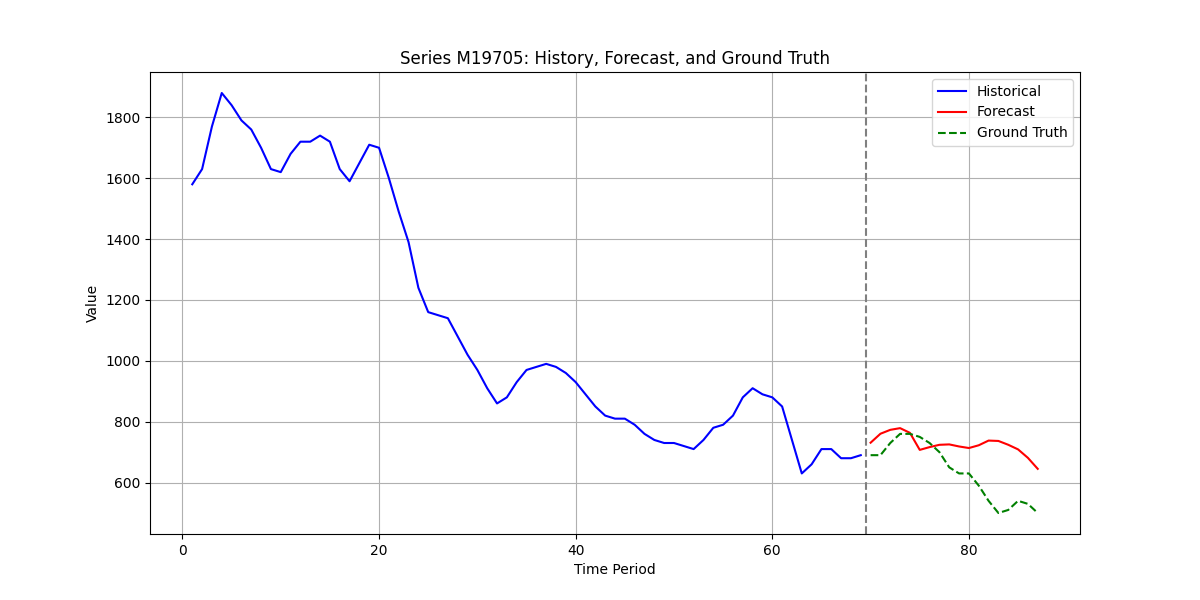 Series M19705: History, Forecast, and Ground Truth
Historical
Forecast
Ground Truth
Value
1800
1600
1400
1200
1000
800
600
0 20 40 60 80
Time Period